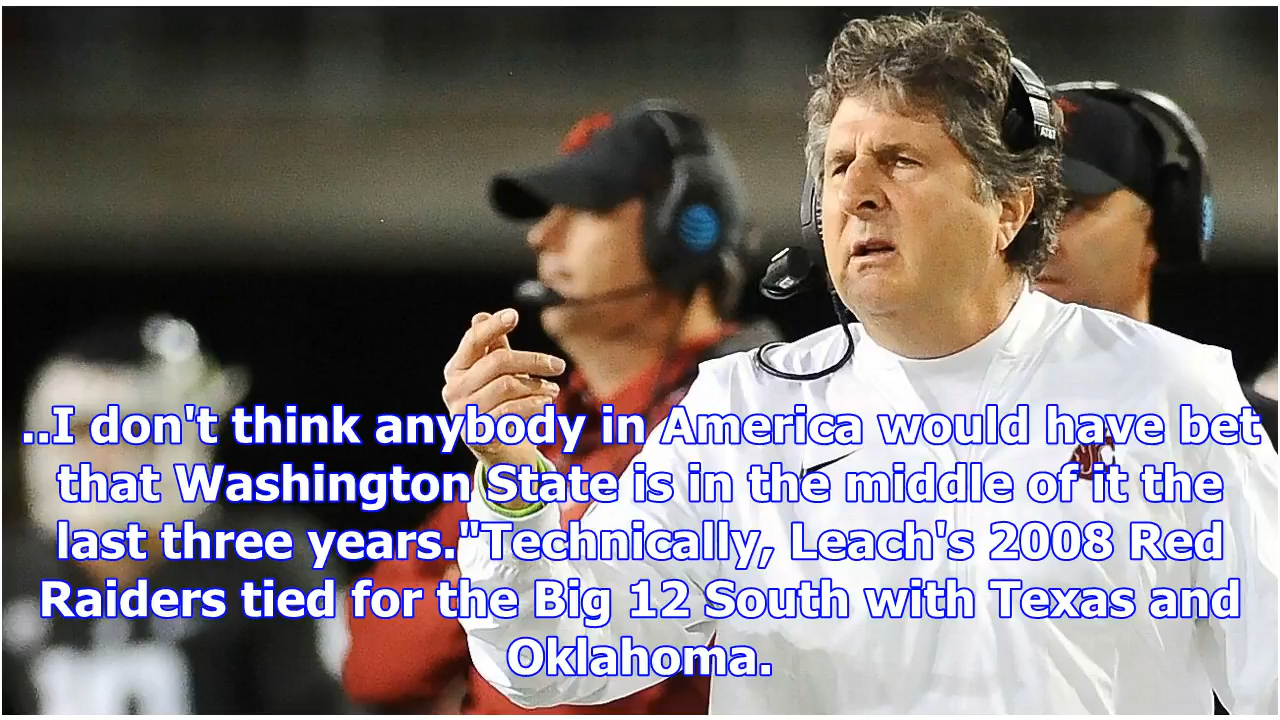 ..I don't think anybody in America would have bet
that Washington State is in the middle of it the
last three years."Technically, Leach's 2008 Red
Raiders tied for the Big 12 South with Texas and
Oklahoma.
AT&T